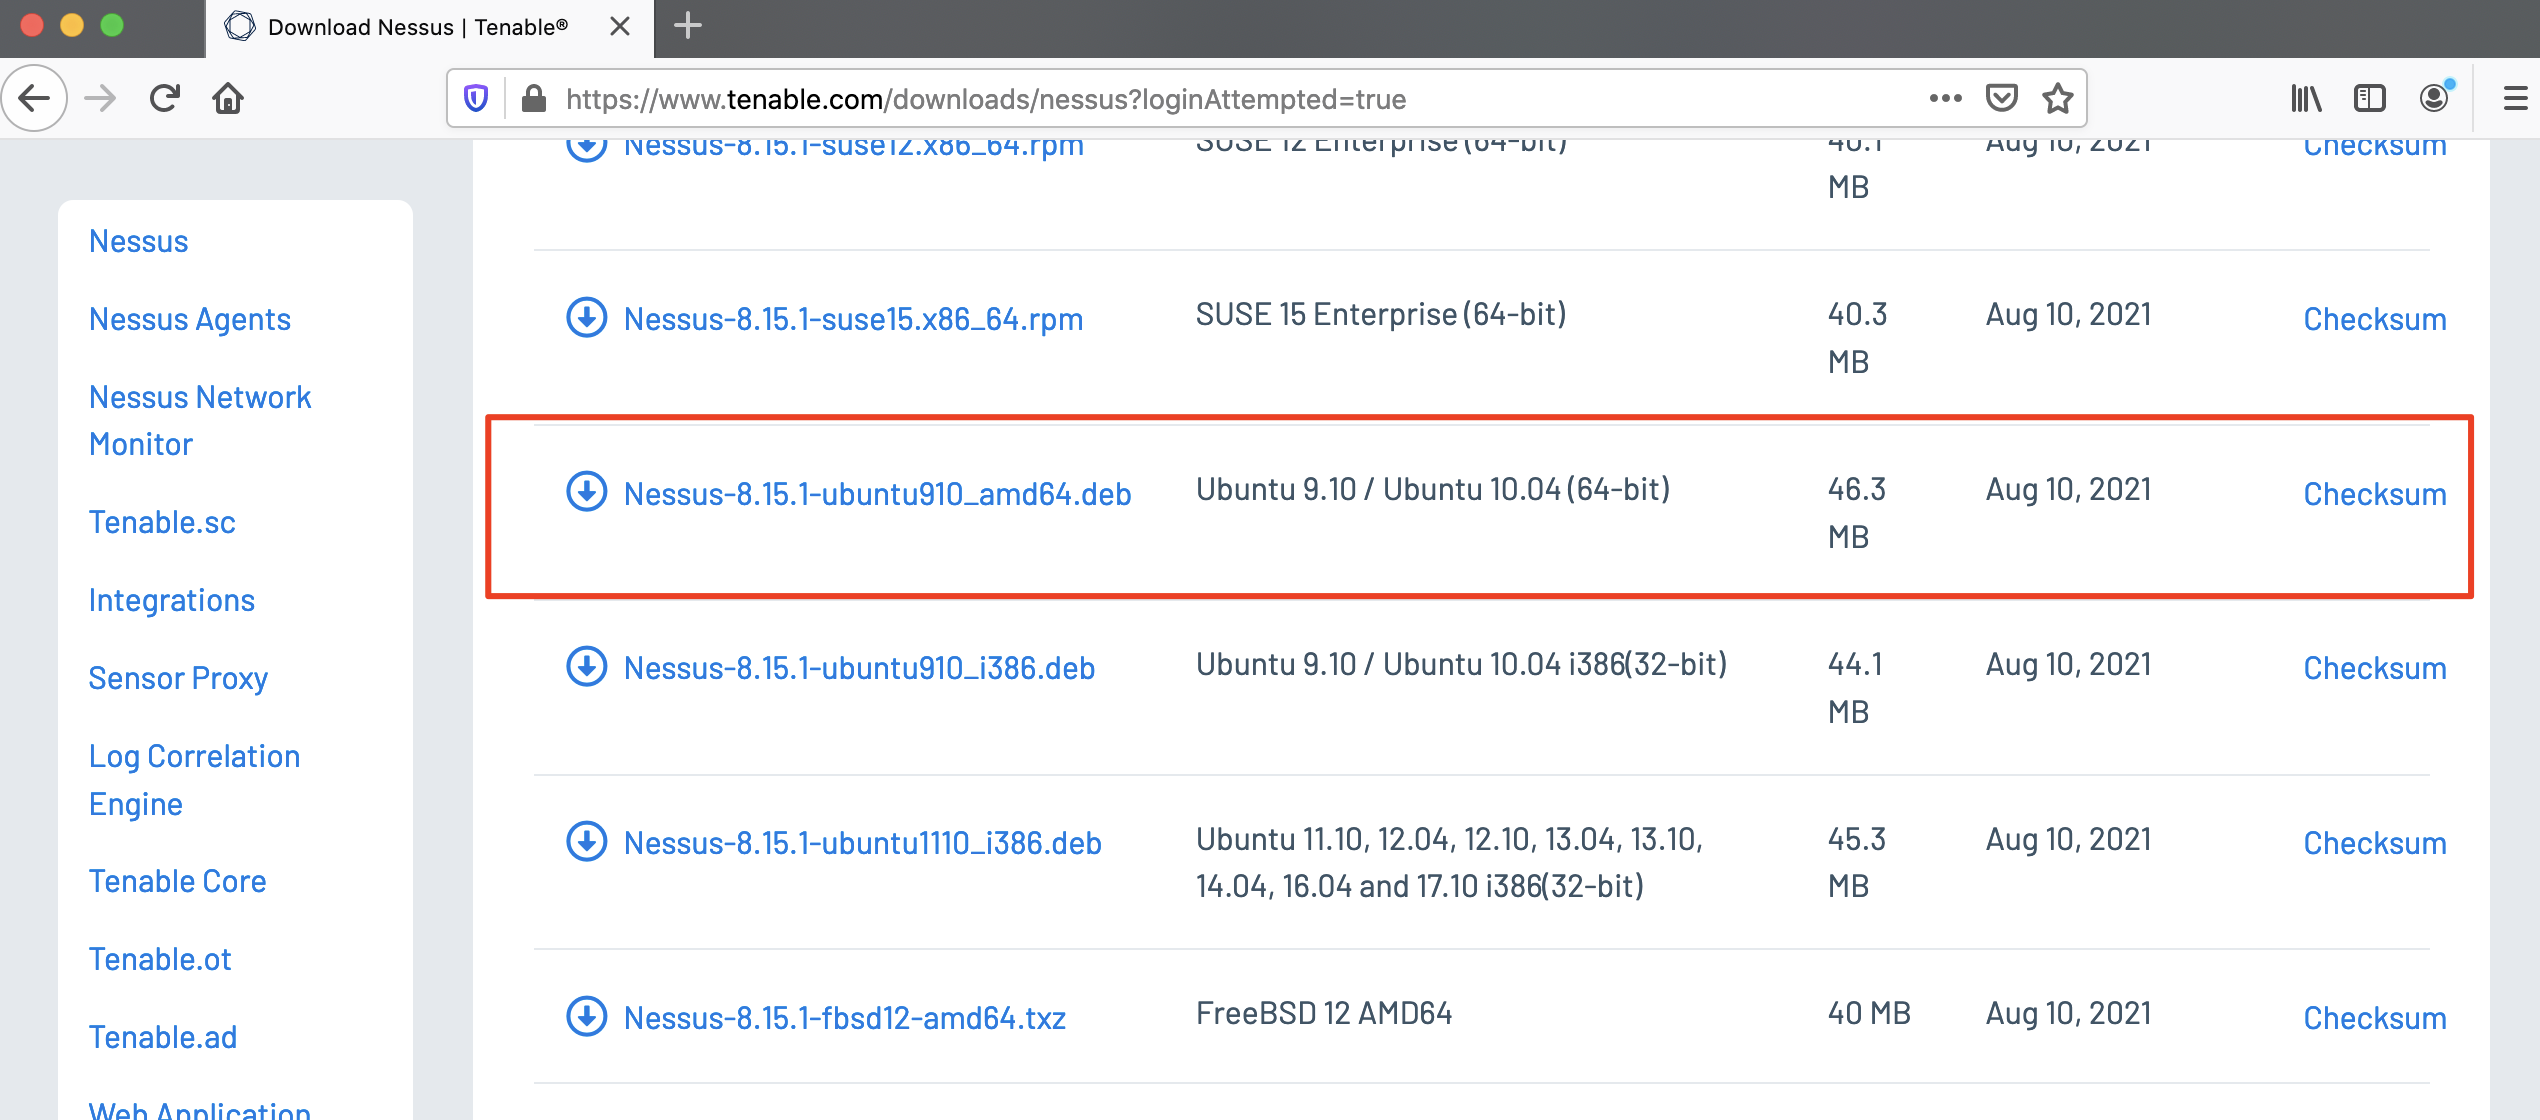 Download Nessus | Tenable®
https://www.tenable.com/downloads/nessus?loginAttempted=true
Nessus
Nessus Agents
Nessus Network
Monitor
Tenable.sc
Integrations
Sensor Proxy
Log Correlation
Engine
Tenable Core
Tenable.ot
Tenable.ad
Web Application
Nessus-8.15.1-suse12.x86_64.rpm SUSE 12 Enterprise (64-bit) 40.1 Aug 10, 2021 Checksum
MB
Nessus-8.15.1-suse15.x86_64.rpm SUSE 15 Enterprise (64-bit) 40.3 Aug 10, 2021 Checksum
MB
Nessus-8.15.1-ubuntu910_amd64.deb Ubuntu 9.10 / Ubuntu 10.04 (64-bit) 46.3 Aug 10, 2021 Checksum
MB
Nessus-8.15.1-ubuntu910_i386.deb Ubuntu 9.10 / Ubuntu 10.04 i386(32-bit) 44.1 Aug 10, 2021 Checksum
MB
Nessus-8.15.1-ubuntu1110_i386.deb Ubuntu 11.10, 12.04, 12.10, 13.04, 13.10, 45.3 Aug 10, 2021 Checksum
14.04, 16.04 and 17.10 i386(32-bit) MB
Nessus-8.15.1-fbsd12-amd64.txz FreeBSD 12 AMD64 40 MB Aug 10, 2021 Checksum